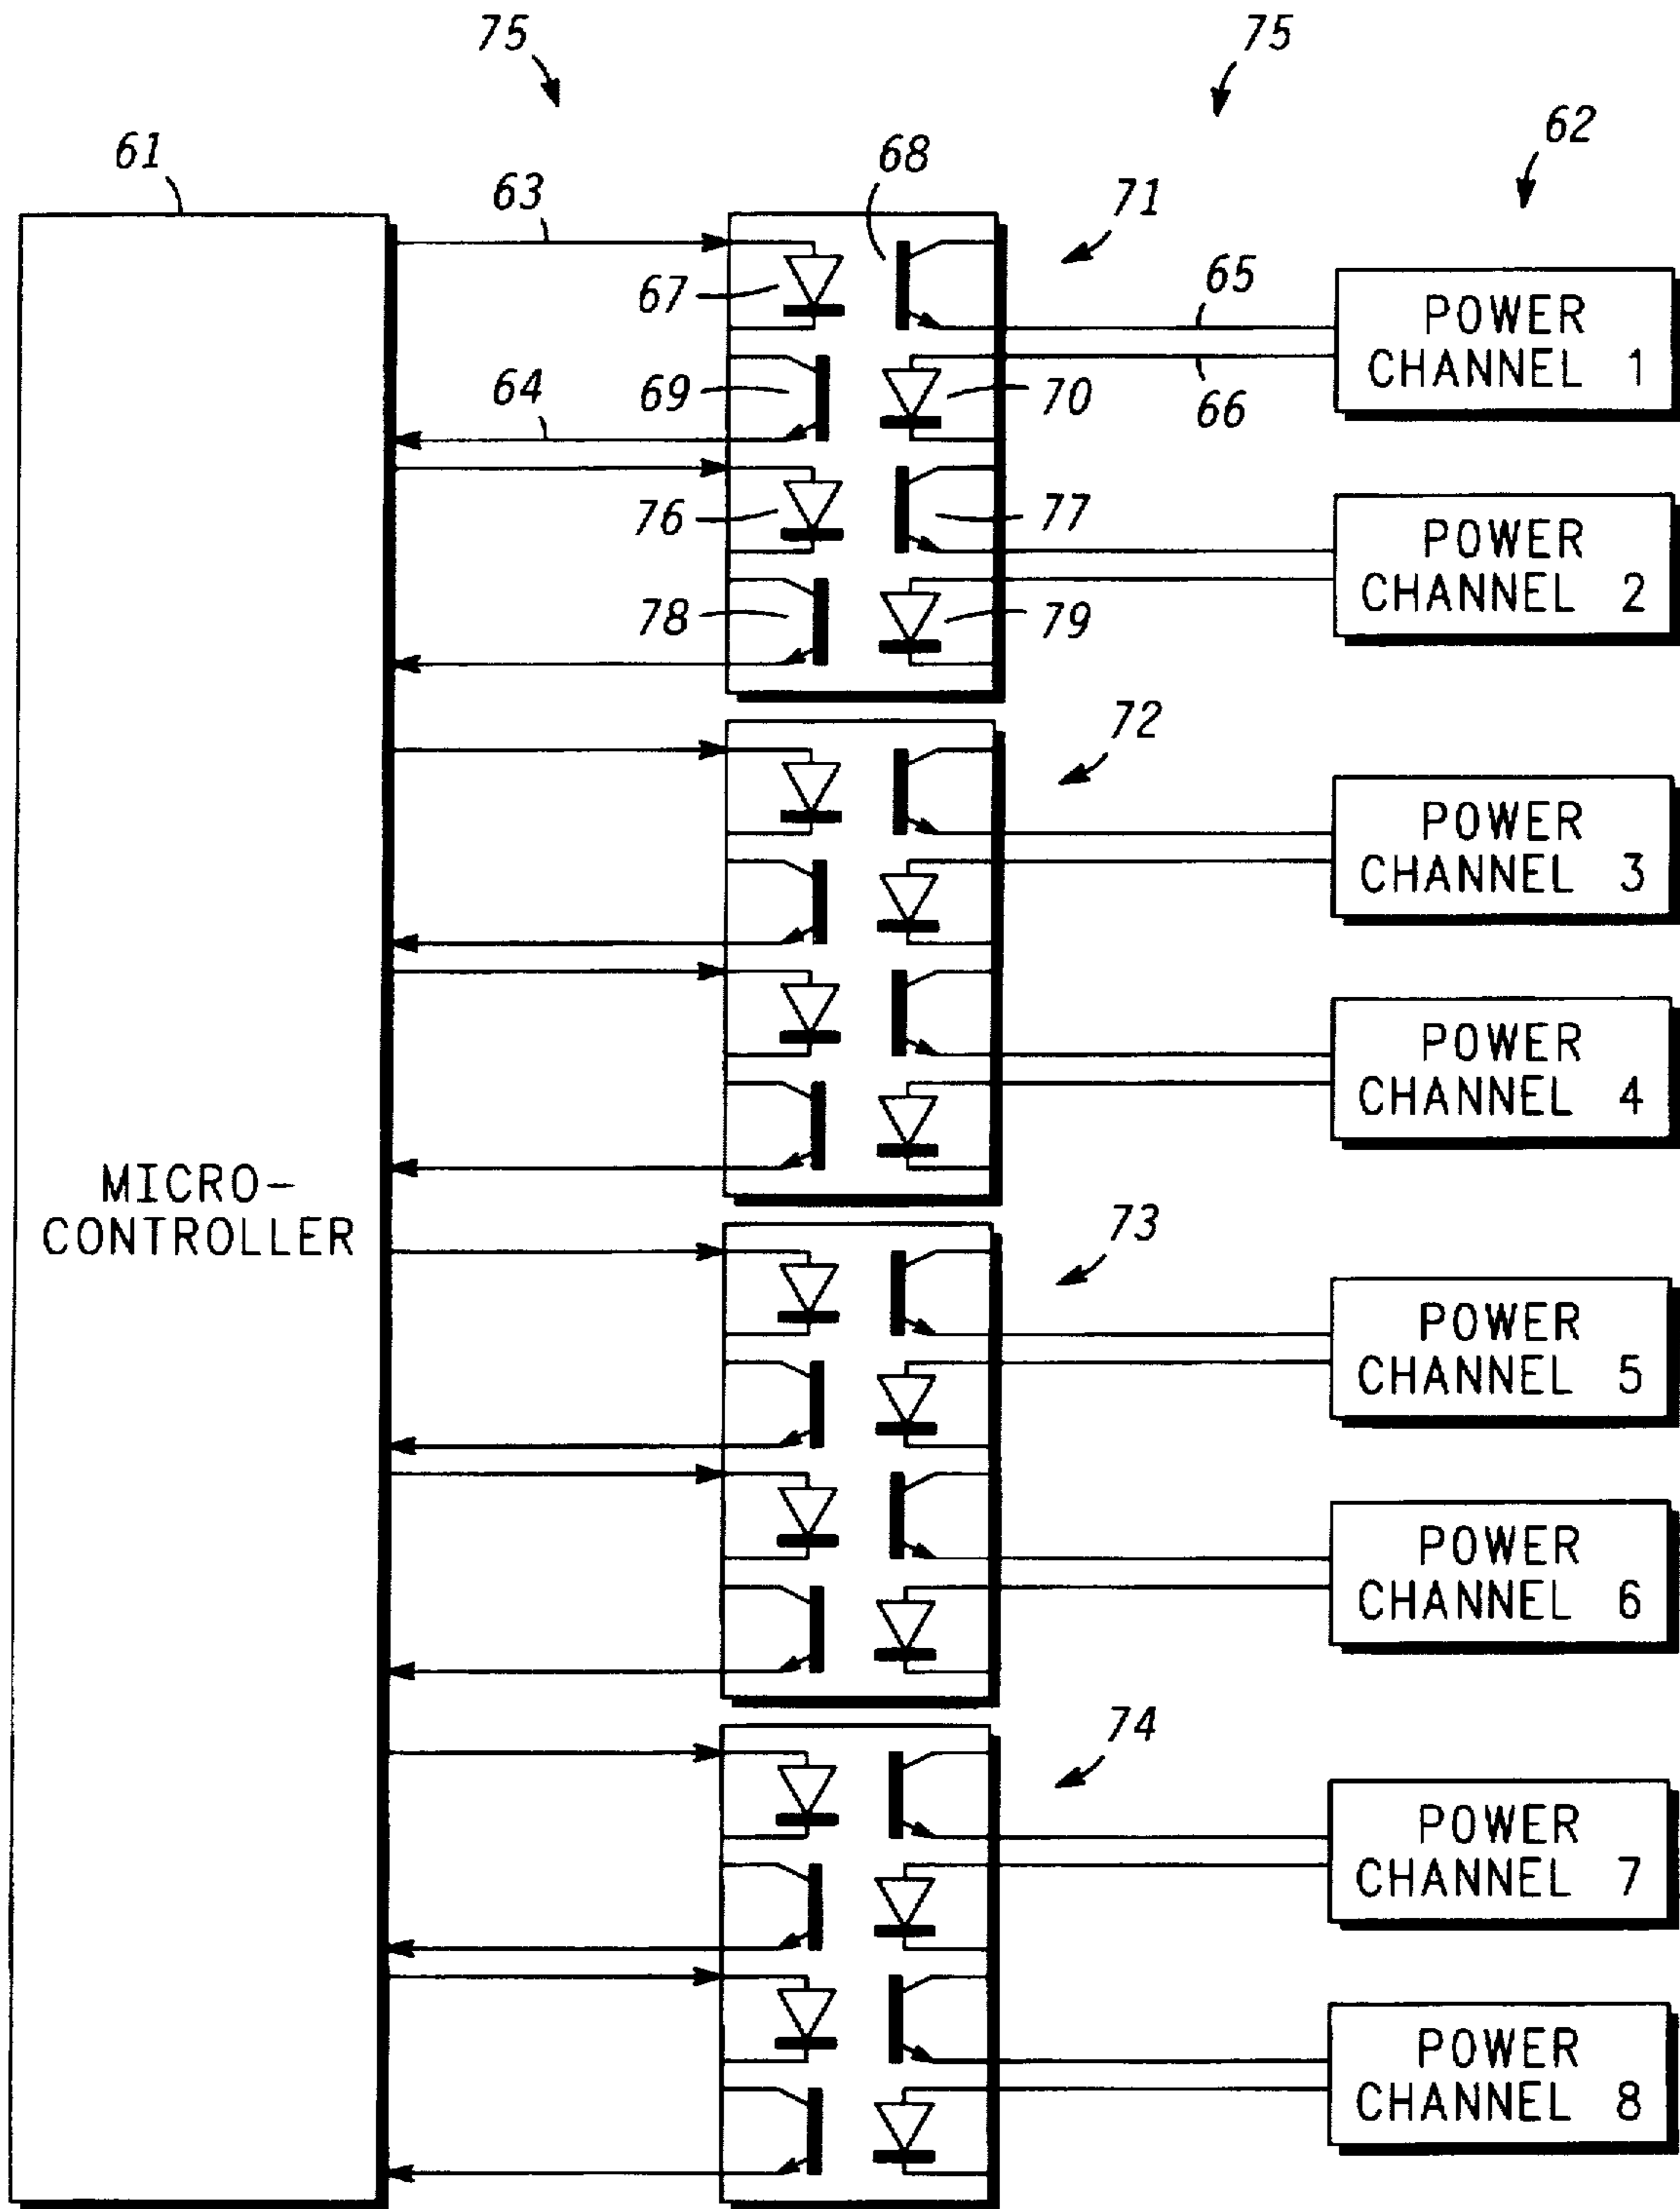 75
75
62
61
63
68
71
67
65
POWER
CHANNEL 1
64
69
70
66
76
77
POWER
CHANNEL 2
78
79
72
POWER
CHANNEL 3
POWER
CHANNEL 4
MICRO-
CONTROLLER
73
POWER
CHANNEL 5
POWER
CHANNEL 6
74
POWER
CHANNEL 7
POWER
CHANNEL 8